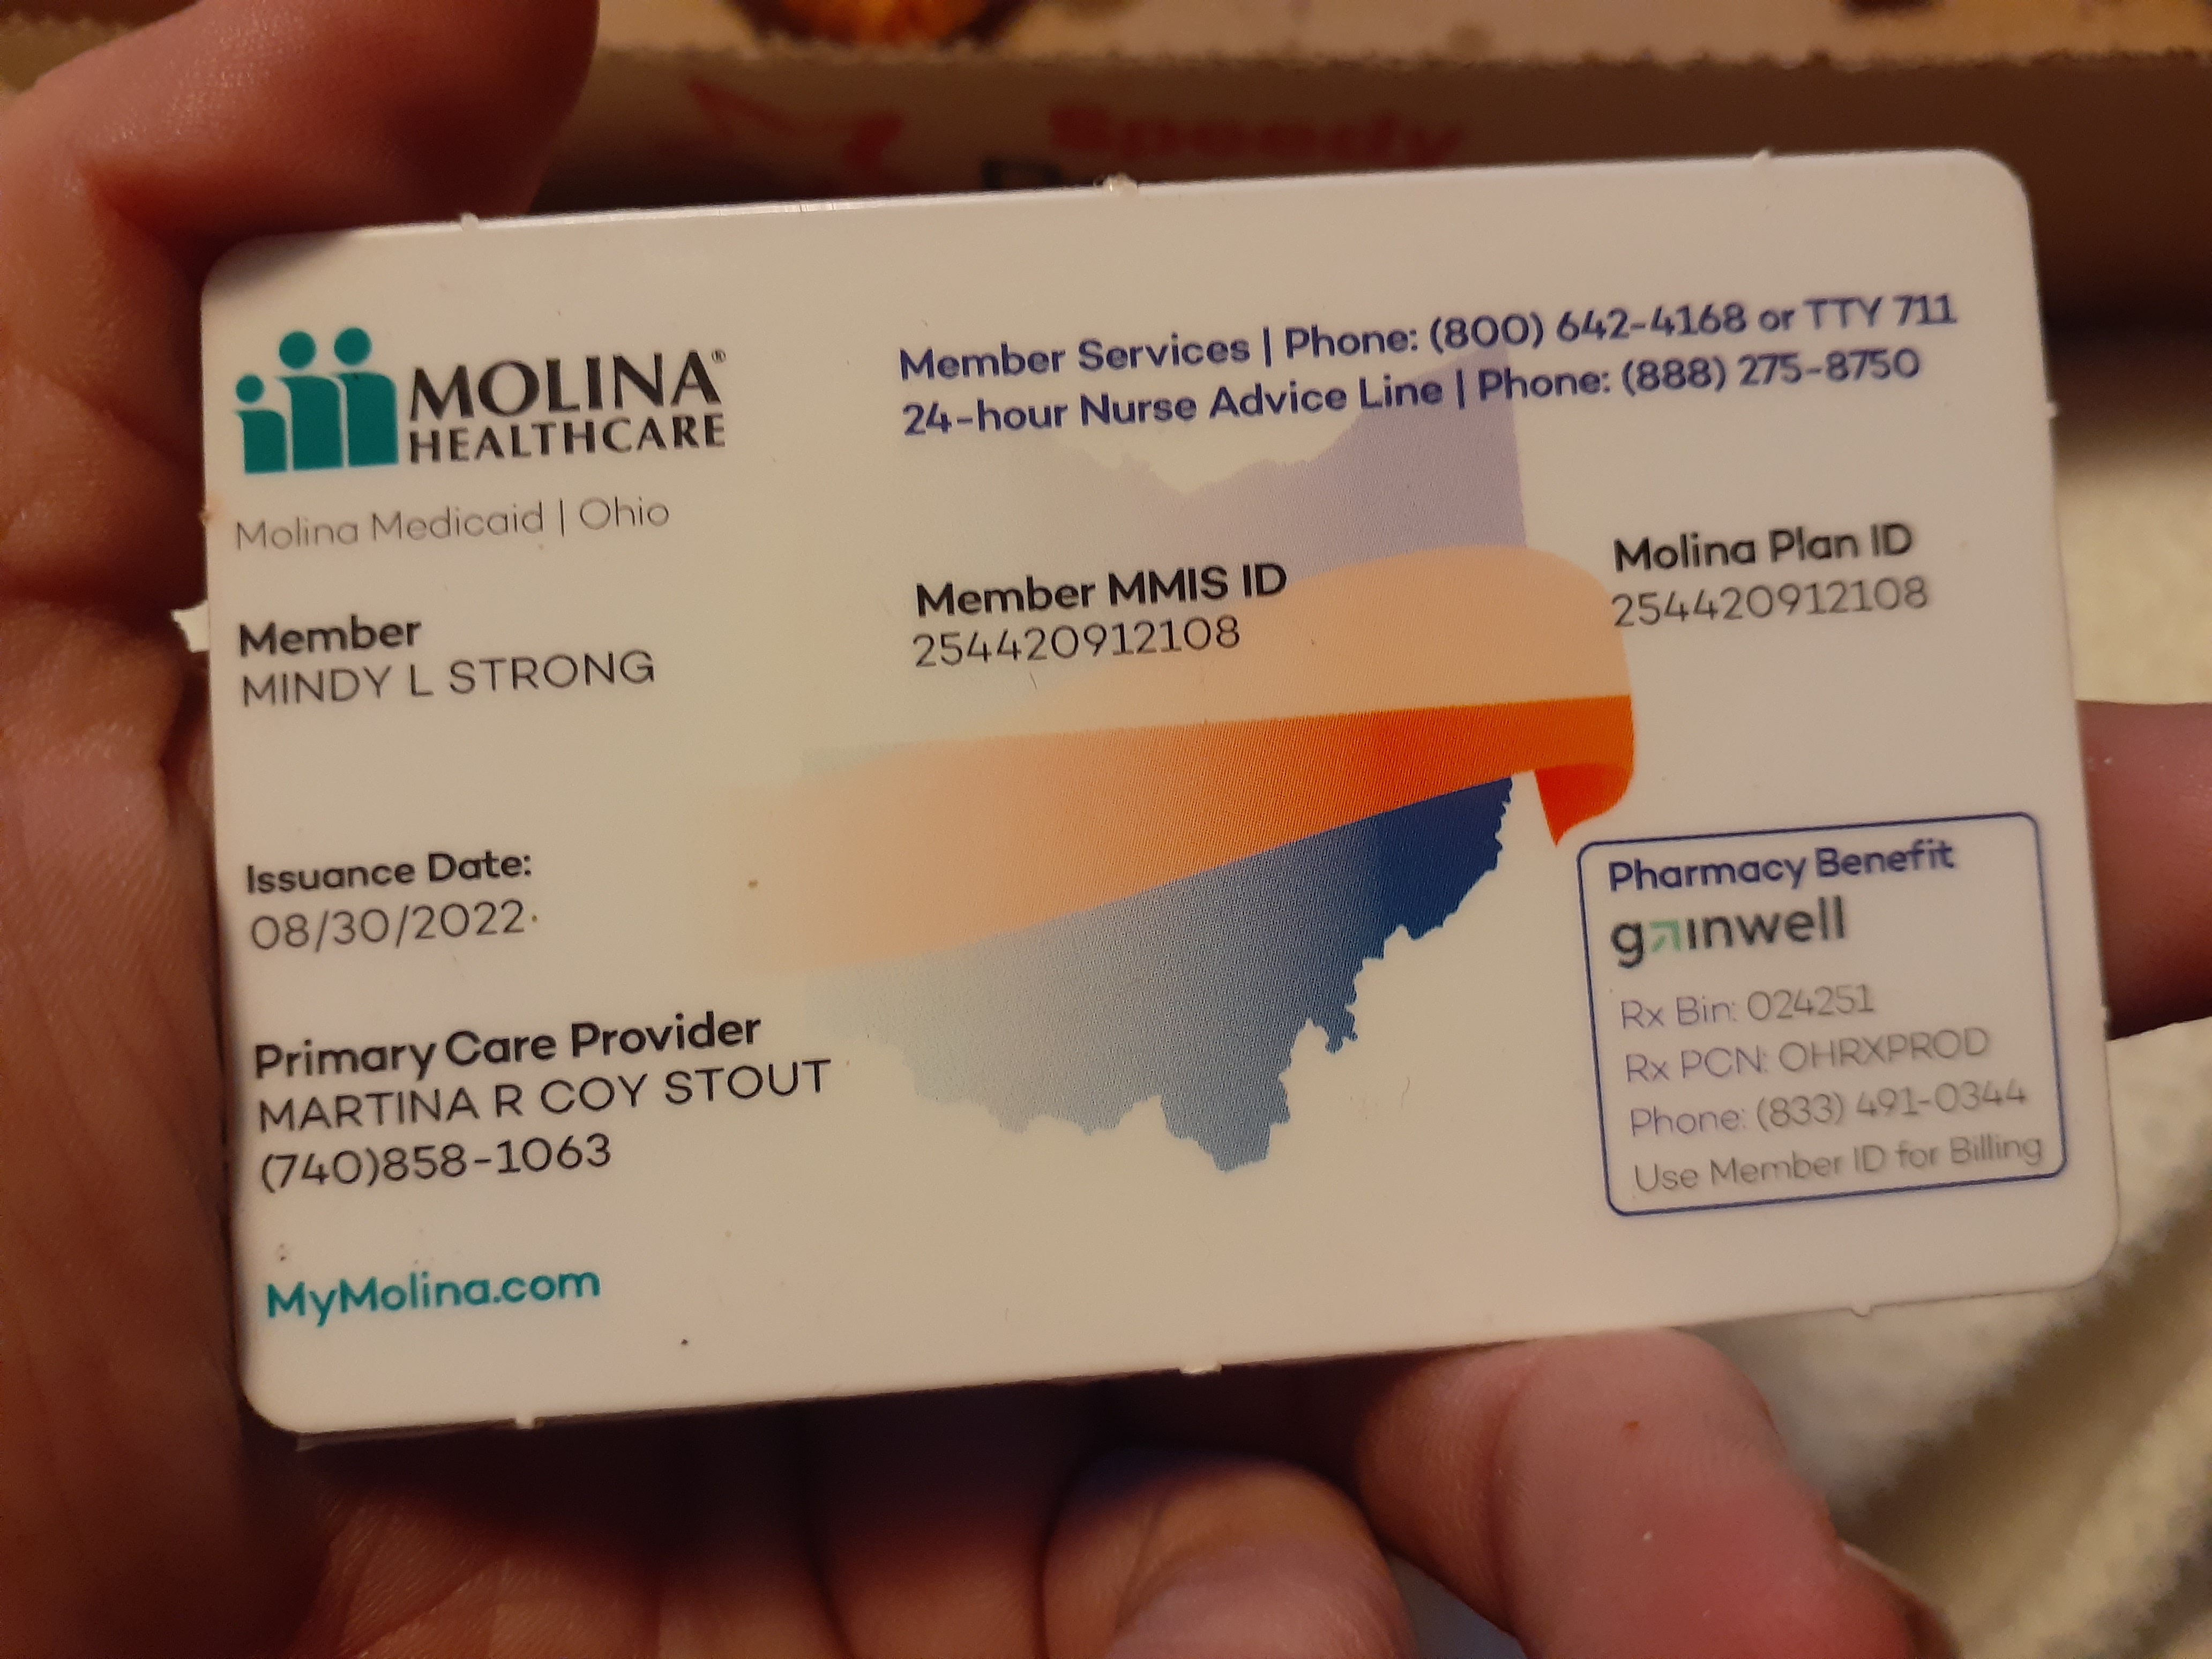 Speedy
MOLINA®
HEALTHCARE
Molina Medicaid | Ohio
Member Services | Phone: (800) 642-4168 or TTY 711
24-hour Nurse Advice Line | Phone: (888) 275-8750
Member
MINDY L STRONG
Member MMIS ID
254420912108
Molina Plan ID
254420912108
Issuance Date:
08/30/2022
Primary Care Provider
MARTINA R COY STOUT
(740)858-1063
MyMolina.com
Pharmacy Benefit
gainwell
Rx Bin: 024251
Rx PCN: OHRXPROD
Phone: (833) 491-0344
Use Member ID for Billing